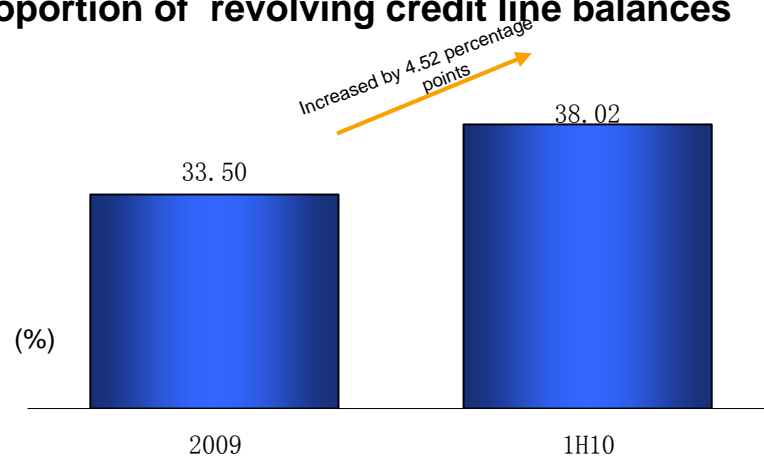 oportion of revolving credit line balances
Increased by 4.52 percentage
points
38.02
33.50
(%)
2009
1H10